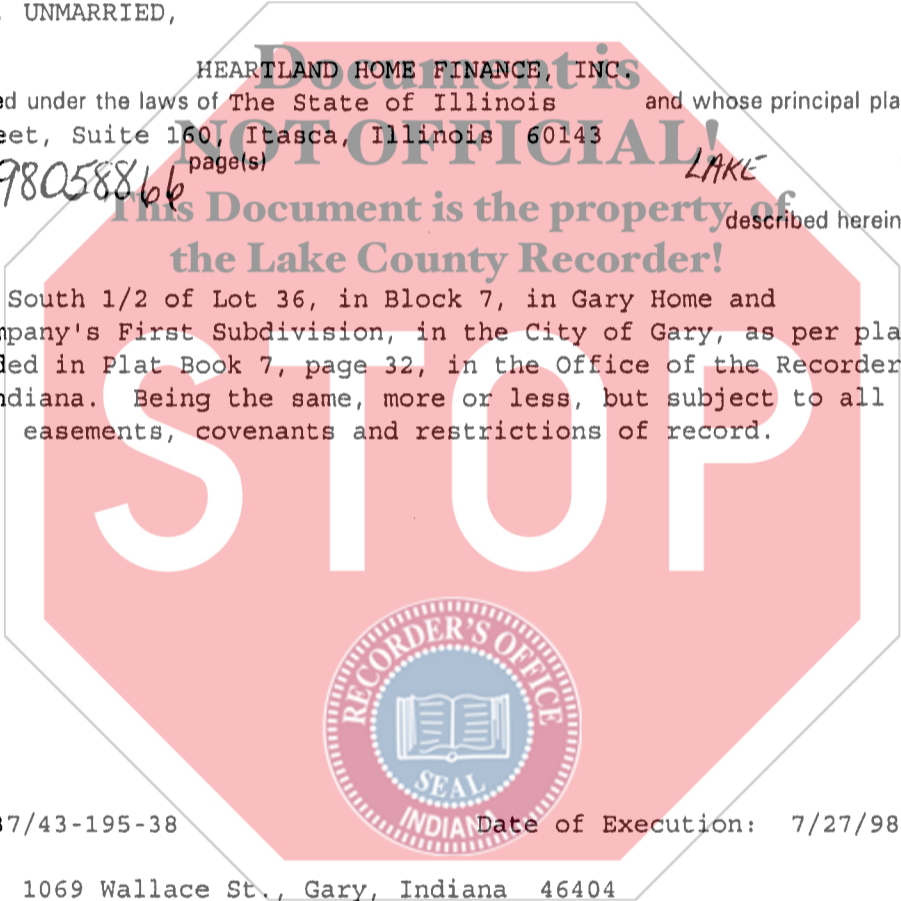 UNMARRIED,
Document is
HEARTLAND HOME FINANCE, INC.
ed under the laws of The State of Illinois and whose principal pla
eet, Suite 160, Itasca, Illinois 60143
NOT OFFICIAL!
98058866 page(s) LAKE
This Document is the property of
described herein
the Lake County Recorder!
South 1/2 of Lot 36, in Block 7, in Gary Home and
mpany's First Subdivision, in the City of Gary, as per pla
ded in Plat Book 7, page 32, in the Office of the Recorder
ndiana. Being the same, more or less, but subject to all
easements, covenants and restrictions of record.
STOP
RECORDER'S OFFICE
SEAL
INDIANA
37/43-195-38 Date of Execution: 7/27/98
1069 Wallace St., Gary, Indiana 46404